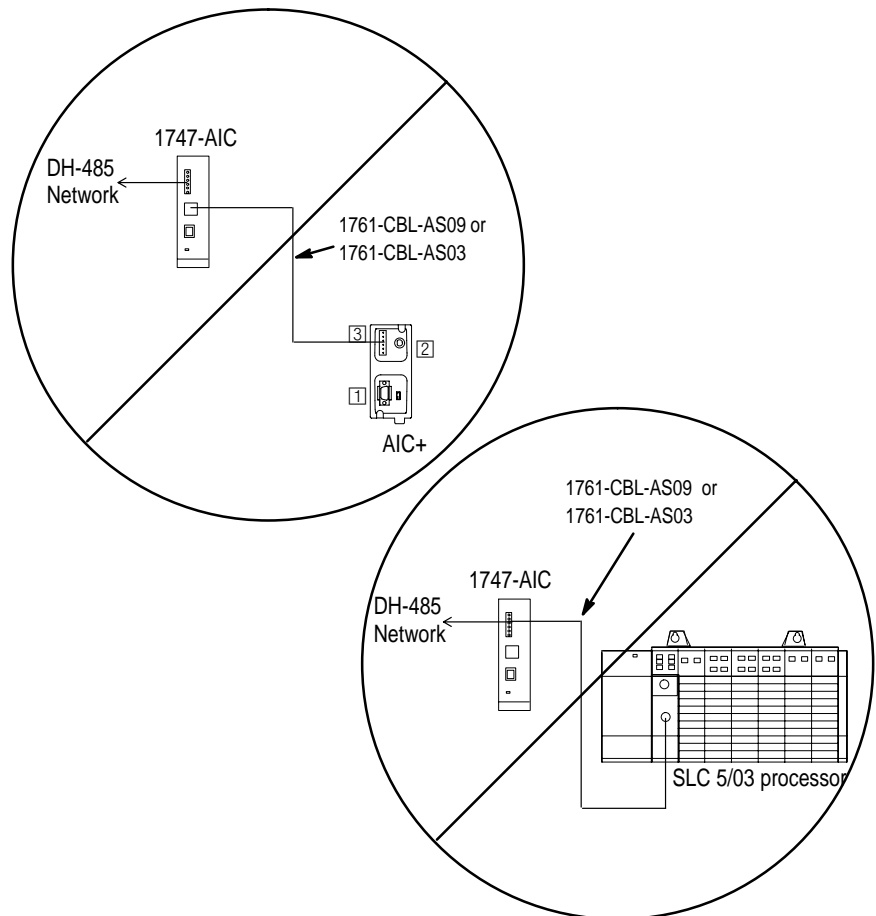 1747-AIC
DH-485
Network
1761-CBL-AS09 or
1761-CBL-AS03
3
2
1
AIC+
1761-CBL-AS09 or
1761-CBL-AS03
1747-AIC
DH-485
Network
SLC 5/03 processor